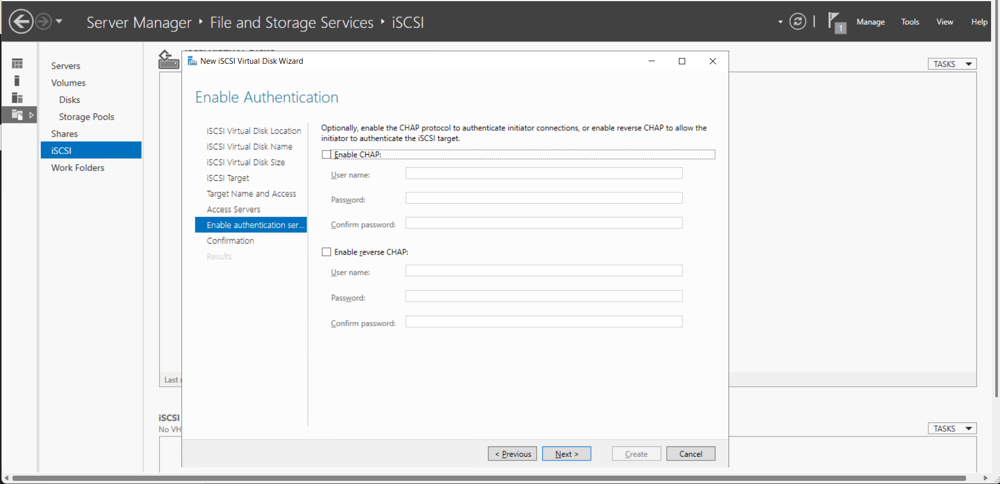 Server Manager ‣ File and Storage Services ‣ iSCSI
1 Manage Tools View Help
Servers
Volumes
Disks
Storage Pools
Shares
iSCSI
Work Folders
TASKS
New iSCSI Virtual Disk Wizard
Enable Authentication
iSCSI Virtual Disk Location
iSCSI Virtual Disk Name
iSCSI Virtual Disk Size
iSCSI Target
Target Name and Access
Access Servers
Enable authentication ser...
Confirmation
Results
Optionally, enable the CHAP protocol to authenticate initiator connections, or enable reverse CHAP to allow the
initiator to authenticate the iSCSI target.
Enable CHAP:
User name:
Password:
Confirm password:
Enable reverse CHAP:
User name:
Password:
Confirm password:
Last
iSCSI
No VH
TASKS
< Previous Next > Create Cancel